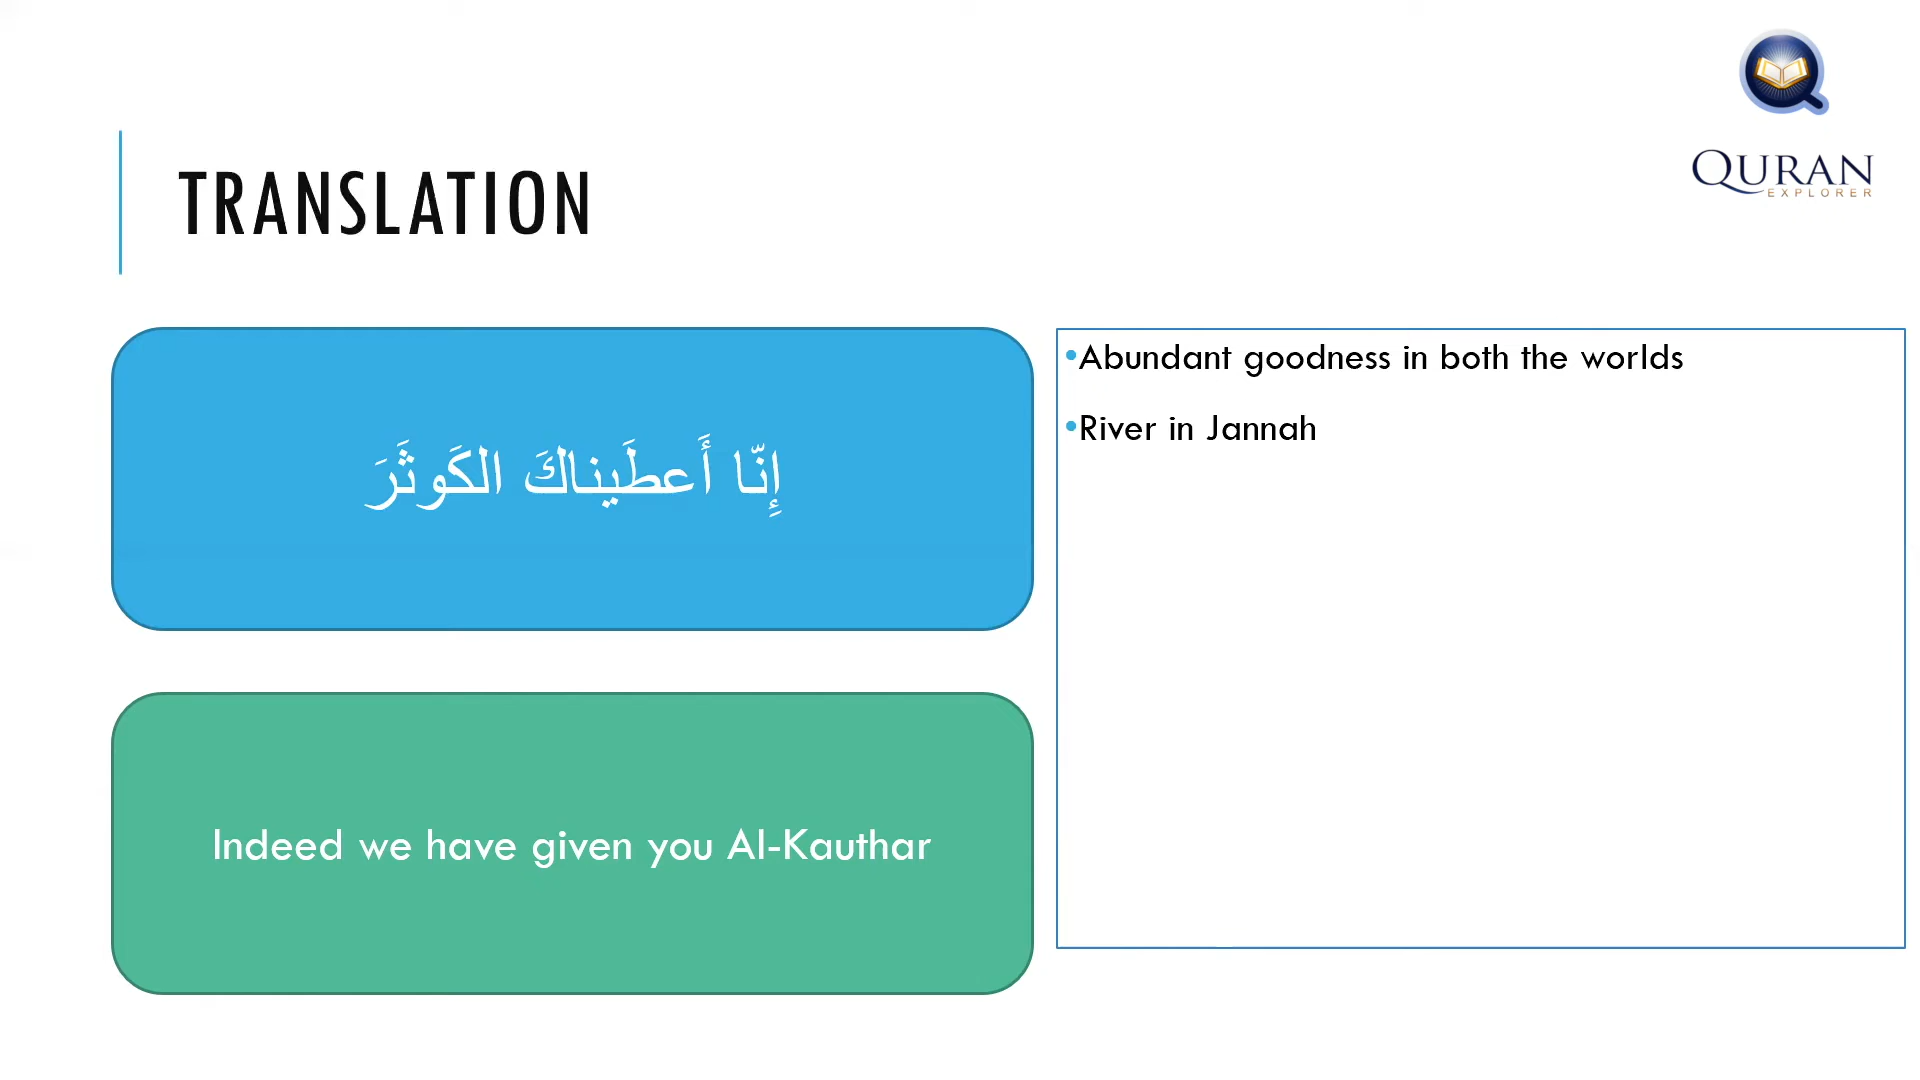 QURAN
EXPLORER
TRANSLATION
إِنّا أَعطَيناكَ الكَوثَرَ
Indeed we have given you Al-Kauthar
•Abundant goodness in both the worlds
•River in Jannah